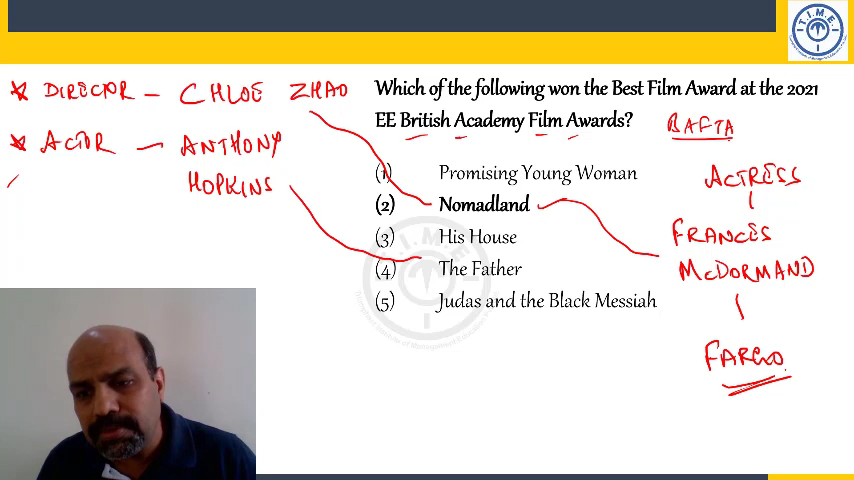 T.I.M.E.
★ DIRECTOR – CHLOE ZHAO
★ ACTOR – ANTHONY HOPKINS
Which of the following won the Best Film Award at the 2021
EE British Academy Film Awards?
BAFTA
(1) Promising Young Woman
(2) Nomadland
(3) His House
(4) The Father
(5) Judas and the Black Messiah
ACTRESS
FRANCES
McDORMAND
FARGO